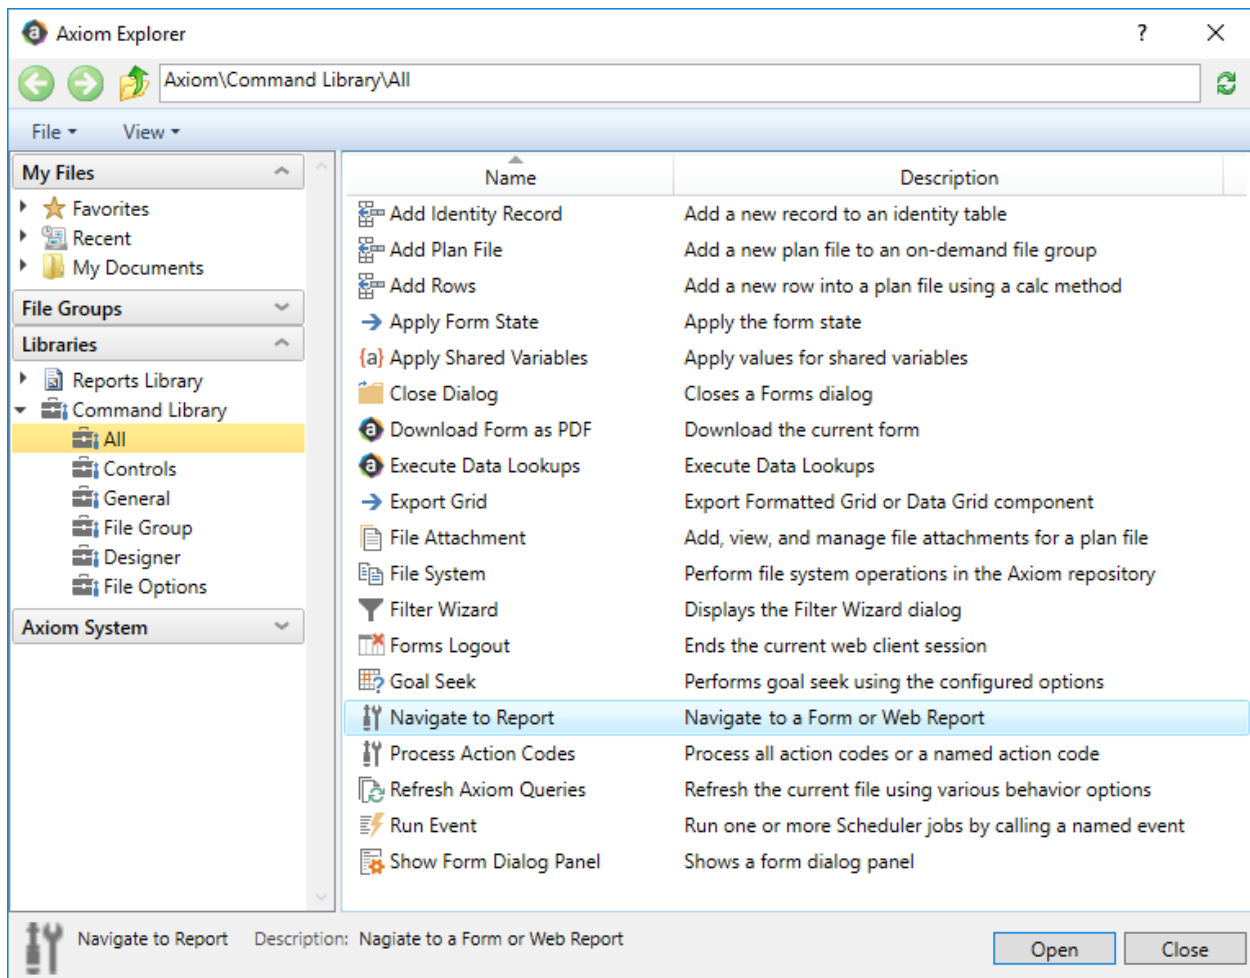 Axiom Explorer
?
Axiom\Command Library\All
File View
My Files
Favorites
Recent
My Documents
File Groups
Libraries
Reports Library
Command Library
All
Controls
General
File Group
Designer
File Options
Axiom System
Name Description
Add Identity Record Add a new record to an identity table
Add Plan File Add a new plan file to an on-demand file group
Add Rows Add a new row into a plan file using a calc method
Apply Form State Apply the form state
{a} Apply Shared Variables Apply values for shared variables
Close Dialog Closes a Forms dialog
Download Form as PDF Download the current form
Execute Data Lookups Execute Data Lookups
Export Grid Export Formatted Grid or Data Grid component
File Attachment Add, view, and manage file attachments for a plan file
File System Perform file system operations in the Axiom repository
Filter Wizard Displays the Filter Wizard dialog
Forms Logout Ends the current web client session
Goal Seek Performs goal seek using the configured options
Navigate to Report Navigate to a Form or Web Report
Process Action Codes Process all action codes or a named action code
Refresh Axiom Queries Refresh the current file using various behavior options
Run Event Run one or more Scheduler jobs by calling a named event
Show Form Dialog Panel Shows a form dialog panel
Navigate to Report Description: Nagiate to a Form or Web Report
Open Close